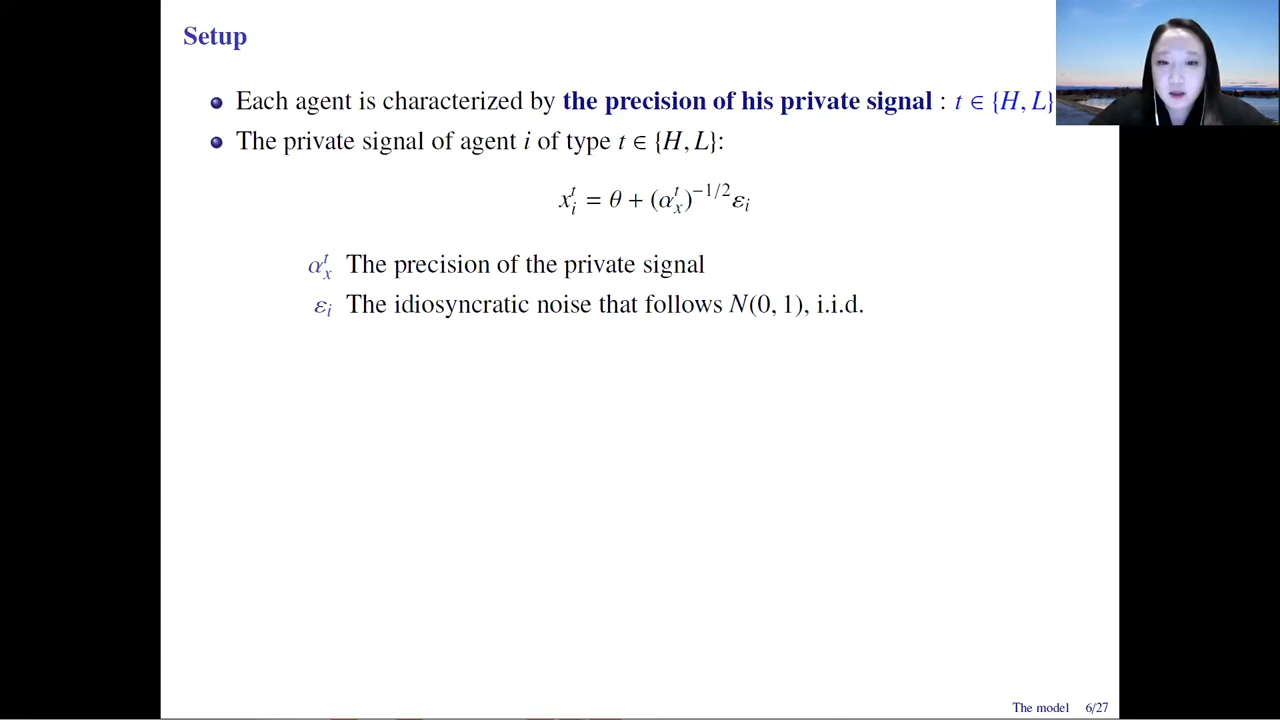 Setup
Each agent is characterized by the precision of his private signal : t ∈ {H, L}
The private signal of agent i of type t ∈ {H, L}:
x_i^t = θ + (α_x^t)^{−1/2} ε_i
α_x^t The precision of the private signal
ε_i The idiosyncratic noise that follows N(0, 1), i.i.d.
The model 6/27